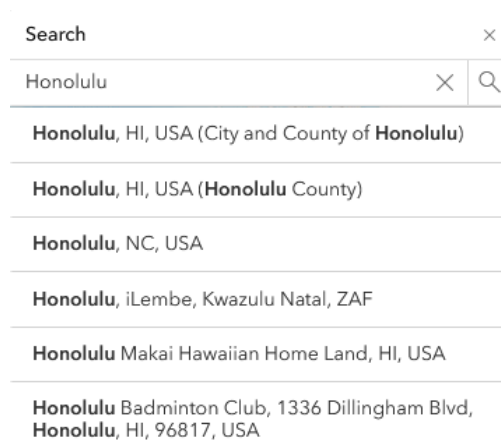 Search
Honolulu
Honolulu, HI, USA (City and County of Honolulu)
Honolulu, HI, USA (Honolulu County)
Honolulu, NC, USA
Honolulu, iLembe, Kwazulu Natal, ZAF
Honolulu Makai Hawaiian Home Land, HI, USA
Honolulu Badminton Club, 1336 Dillingham Blvd,
Honolulu, HI, 96817, USA